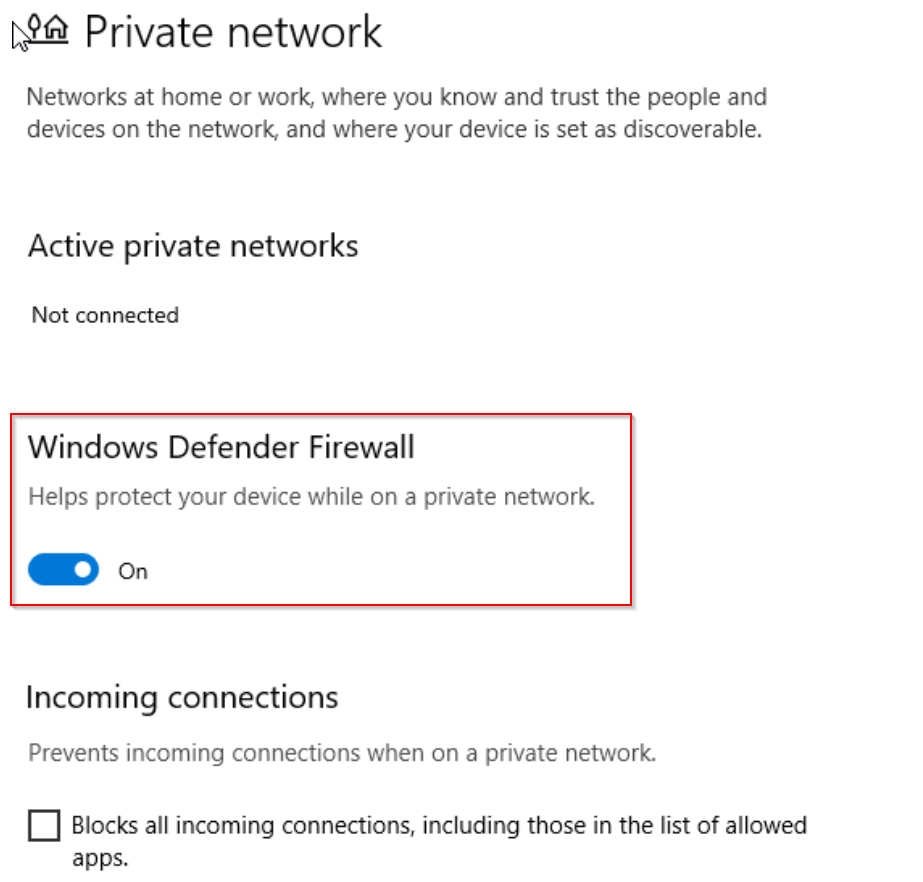 Private network
Networks at home or work, where you know and trust the people and
devices on the network, and where your device is set as discoverable.
Active private networks
Not connected
Windows Defender Firewall
Helps protect your device while on a private network.
On
Incoming connections
Prevents incoming connections when on a private network.
Blocks all incoming connections, including those in the list of allowed
apps.